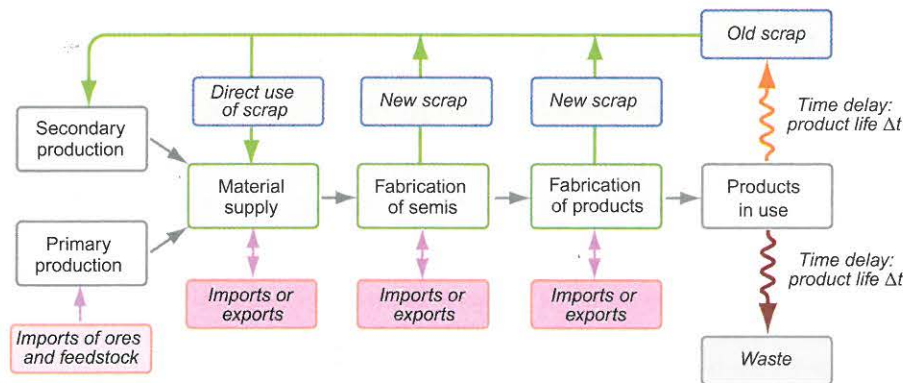 Old scrap
Direct use
of scrap
New scrap
New scrap
Time delay:
product life Δt
Secondary
production
Material
supply
Fabrication
of semis
Fabrication
of products
Products
in use
Primary
production
Time delay:
product life Δt
Imports or
exports
Imports or
exports
Imports or
exports
Imports of ores
and feedstock
Waste